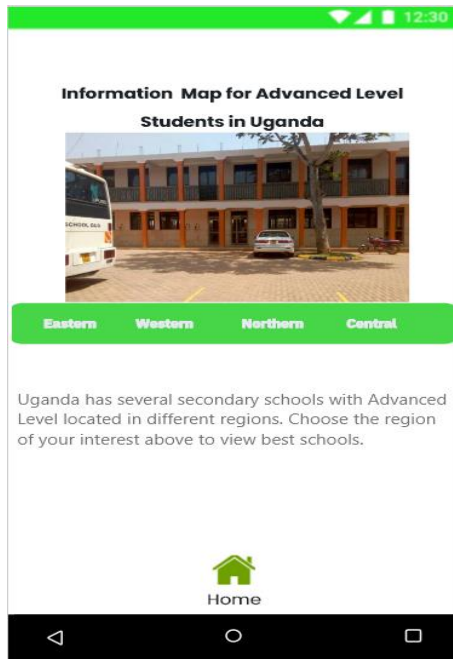 12:30
Information Map for Advanced Level
Students in Uganda
SCHOOL BUS
Eastern Western Northern Central
Uganda has several secondary schools with Advanced
Level located in different regions. Choose the region
of your interest above to view best schools.
Home